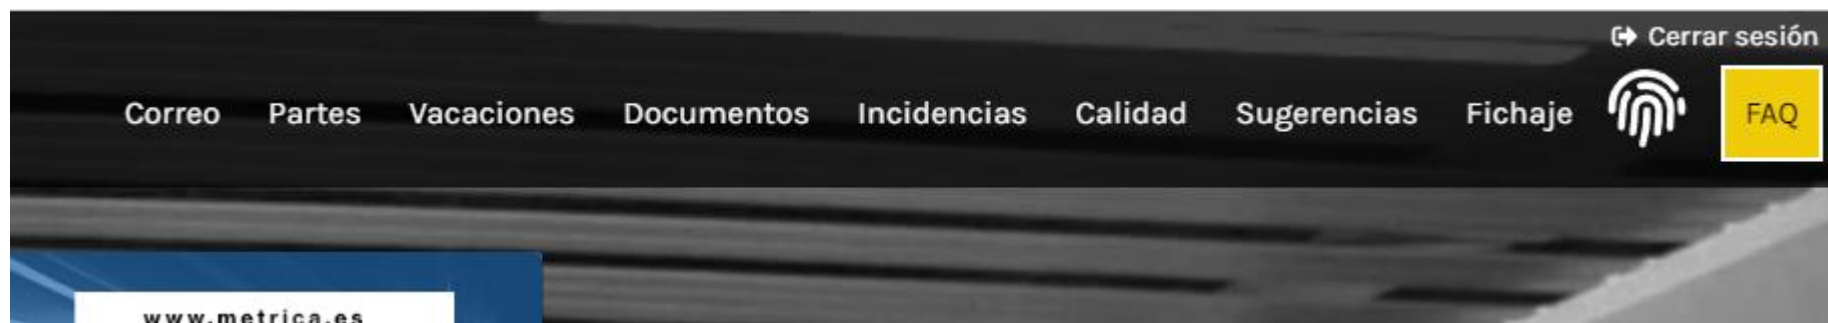 Cerrar sesión
Correo Partes Vacaciones Documentos Incidencias Calidad Sugerencias Fichaje FAQ
www.metrica.es